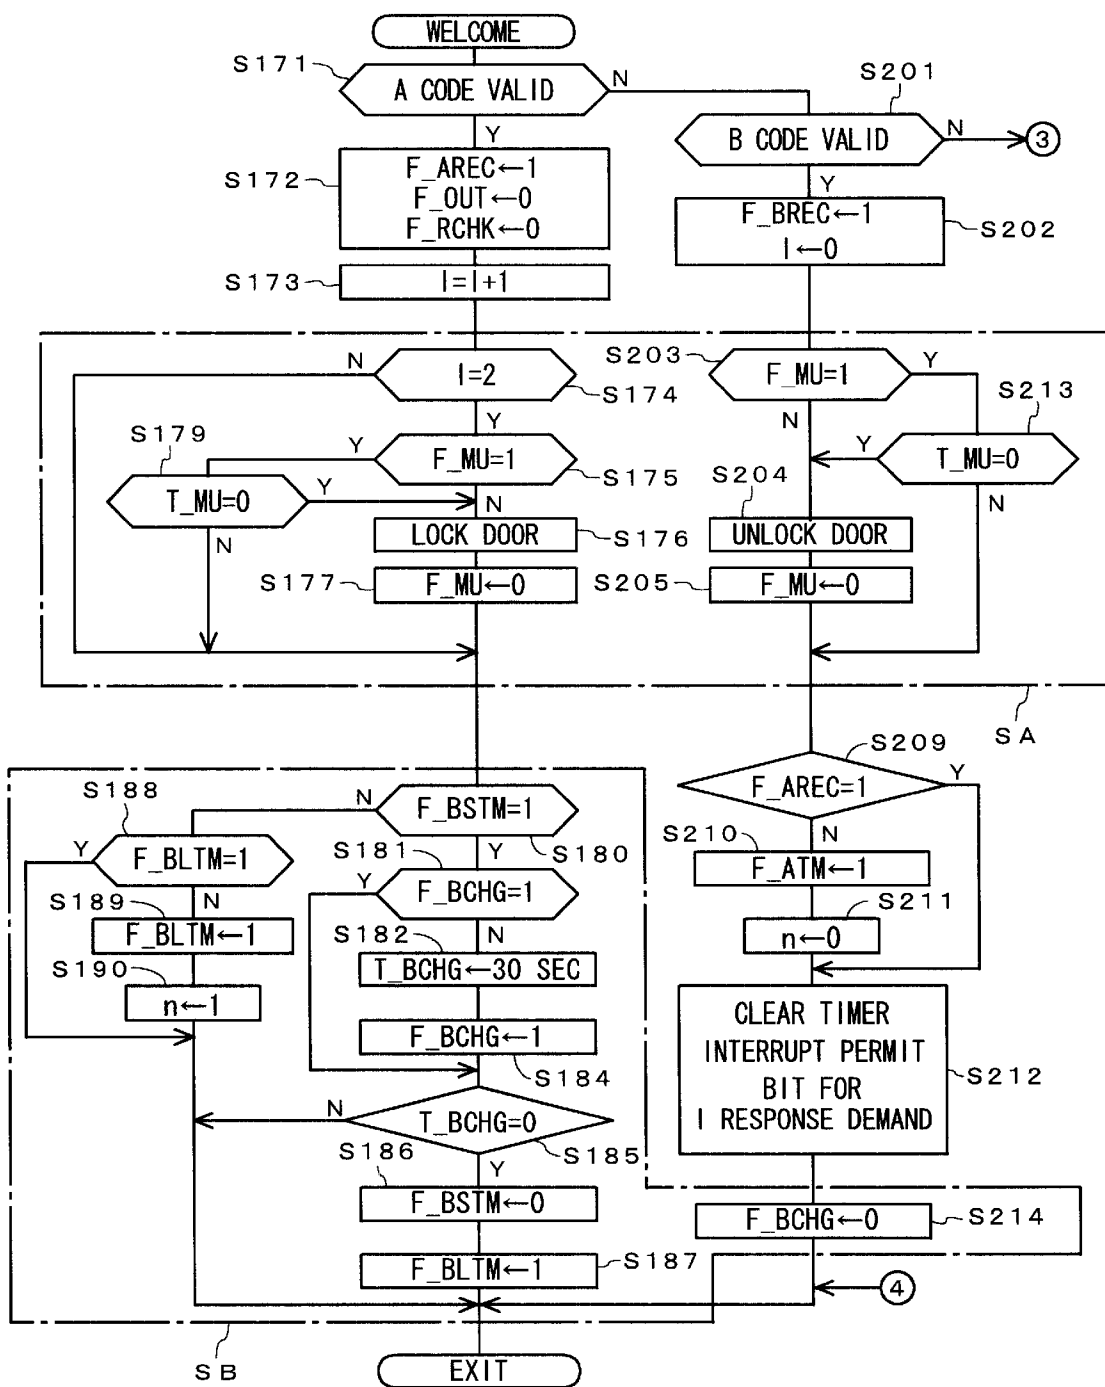 WELCOME
S171
A CODE VALID
N
Y
S201
B CODE VALID
N
3
Y
S172
F_AREC←1
F_OUT←0
F_RCHK←0
F_BREC←1
I←0
S202
S173
I=I+1
N
I=2
S174
Y
S203
F_MU=1
Y
N
S213
T_MU=0
Y
N
S179
T_MU=0
Y
N
Y
F_MU=1
S175
N
LOCK DOOR
S176
S204
UNLOCK DOOR
S177
F_MU←0
S205
F_MU←0
SA
S209
F_AREC=1
Y
N
S210
F_ATM←1
S211
n←0
CLEAR TIMER
INTERRUPT PERMIT
BIT FOR
I RESPONSE DEMAND
S212
F_BCHG←0
S214
4
N
F_BSTM=1
S180
Y
S188
Y
F_BLTM=1
N
S189
F_BLTM←1
S190
n←1
S181
Y
F_BCHG=1
N
S182
T_BCHG←30 SEC
F_BCHG←1
S184
N
T_BCHG=0
S185
Y
S186
F_BSTM←0
F_BLTM←1
S187
SB
EXIT